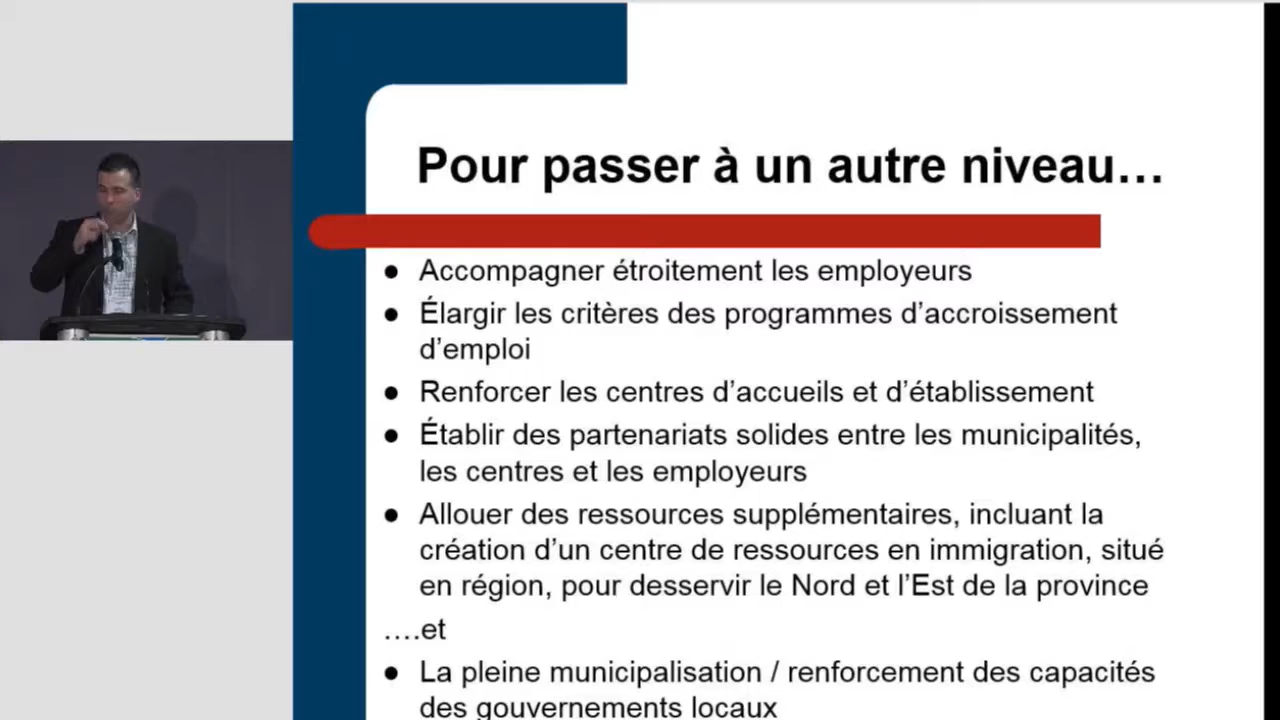 Pour passer à un autre niveau…
● Accompagner étroitement les employeurs
● Élargir les critères des programmes d’accroissement
d’emploi
● Renforcer les centres d’accueils et d’établissement
● Établir des partenariats solides entre les municipalités,
les centres et les employeurs
● Allouer des ressources supplémentaires, incluant la
création d’un centre de ressources en immigration, situé
en région, pour desservir le Nord et l’Est de la province
….et
● La pleine municipalisation / renforcement des capacités
des gouvernements locaux